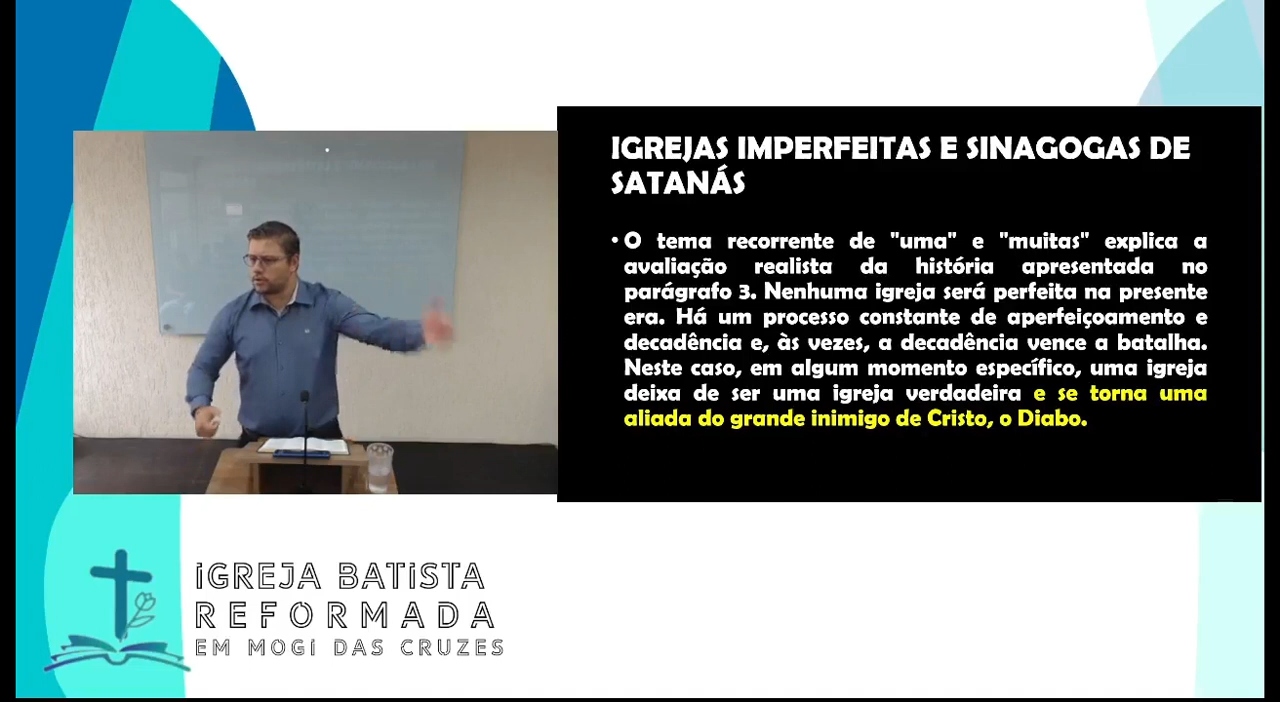 IGREJAS IMPERFEITAS E SINAGOGAS DE
SATANÁS
• O tema recorrente de "uma" e "muitas" explica a
avaliação realista da história apresentada no
parágrafo 3. Nenhuma igreja será perfeita na presente
era. Há um processo constante de aperfeiçoamento e
decadência e, às vezes, a decadência vence a batalha.
Neste caso, em algum momento específico, uma igreja
deixa de ser uma igreja verdadeira e se torna uma
aliada do grande inimigo de Cristo, o Diabo.
IGREJA BATISTA
REFORMADA
EM MOGI DAS CRUZES